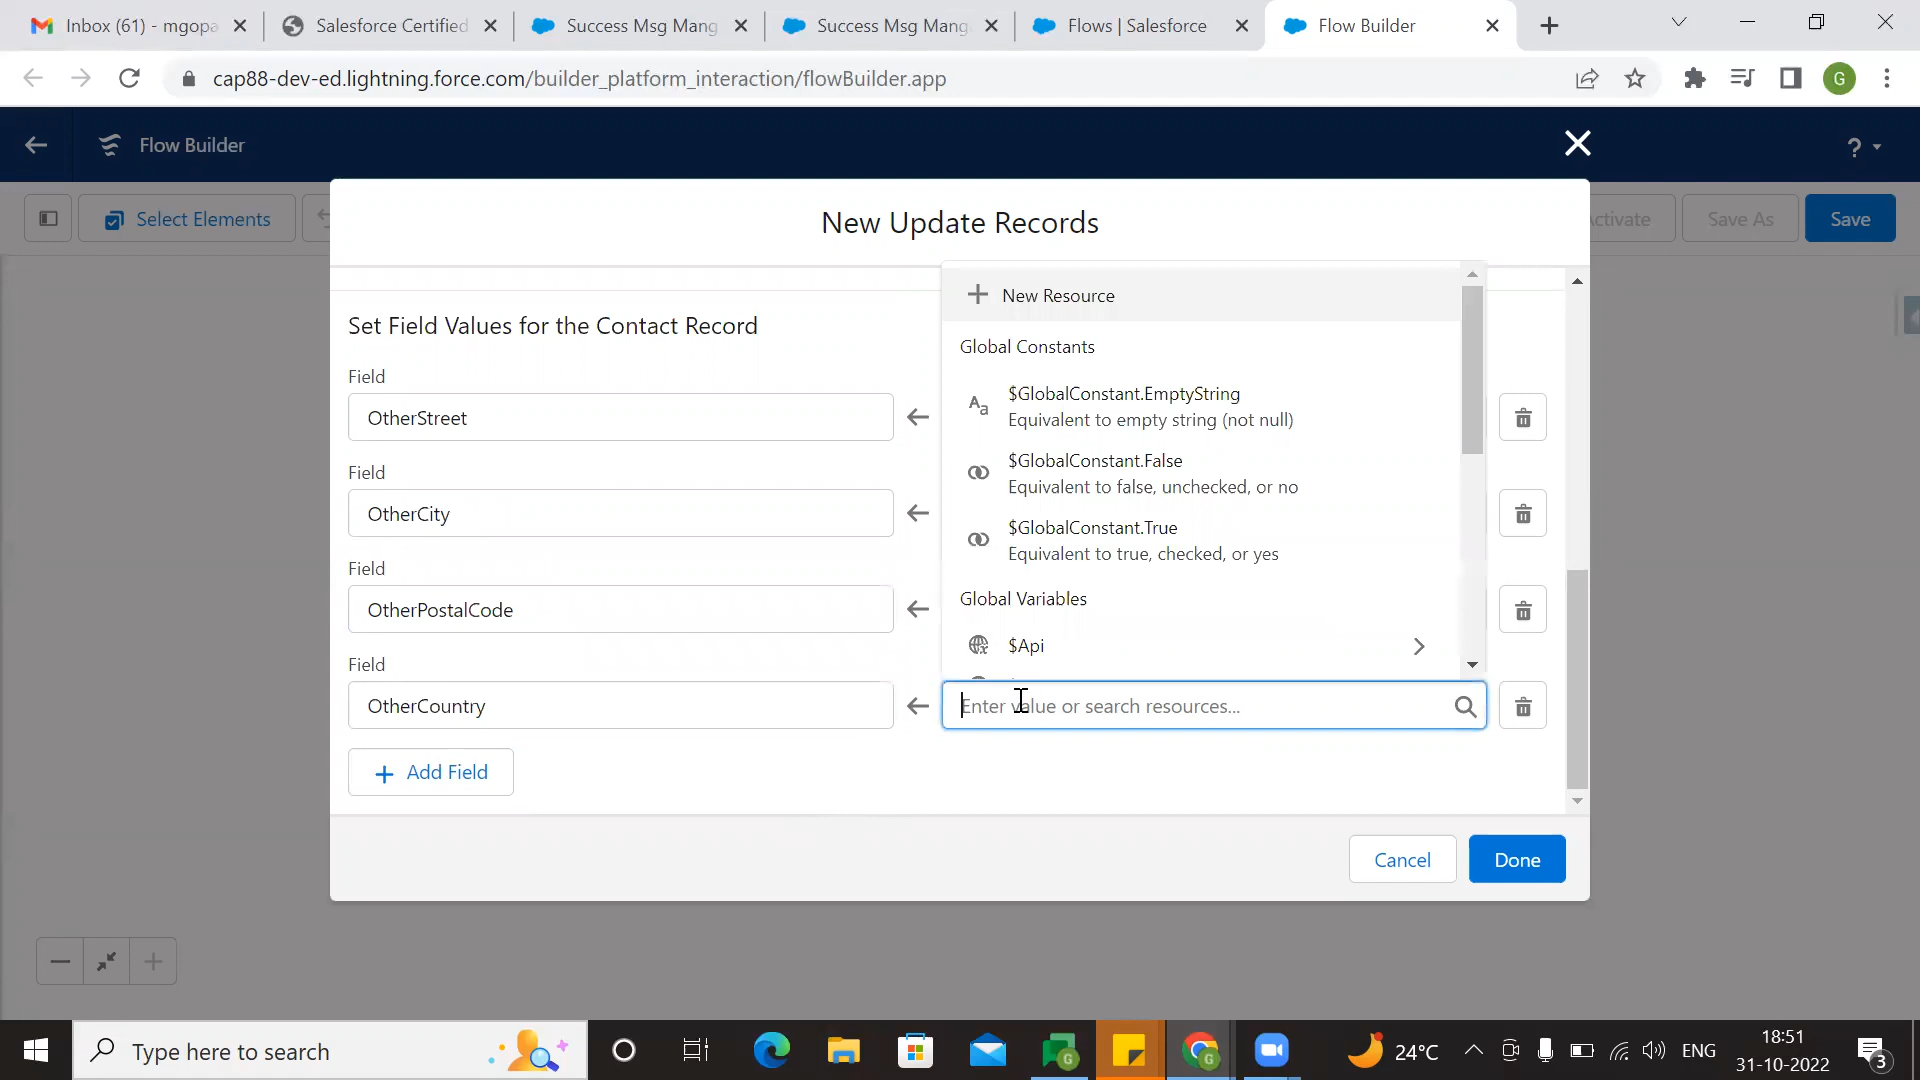 Inbox (61) - mgopa
Salesforce Certified
Success Msg Mang
Success Msg Mang
Flows | Salesforce
Flow Builder
cap88-dev-ed.lightning.force.com/builder_platform_interaction/flowBuilder.app
G
Flow Builder
?
Select Elements
ctivate
Save As
Save
New Update Records
Set Field Values for the Contact Record
Field
OtherStreet
Field
OtherCity
Field
OtherPostalCode
Field
OtherCountry
New Resource
Global Constants
Aa
$GlobalConstant.EmptyString
Equivalent to empty string (not null)
$GlobalConstant.False
Equivalent to false, unchecked, or no
$GlobalConstant.True
Equivalent to true, checked, or yes
Global Variables
$Api
Enter value or search resources...
Add Field
Cancel
Done
Type here to search
G
G
24°C
ENG
18:51
31-10-2022
3